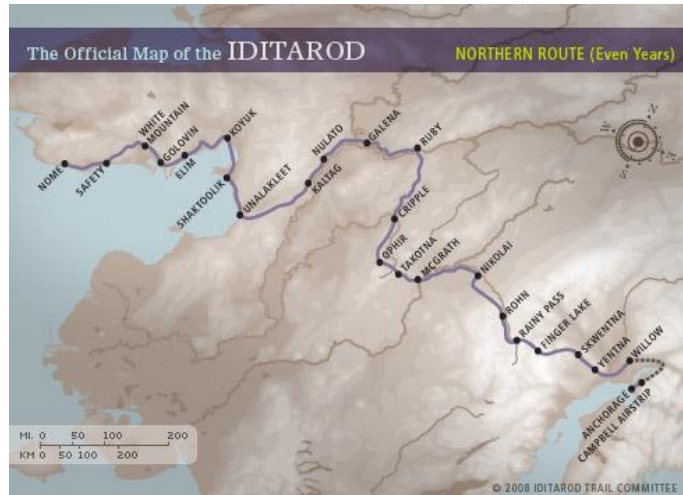 The Official Map of the IDITAROD
NORTHERN ROUTE (Even Years)
N
W
A
S
NOME
SAFETY
WHITE
MOUNTAIN
GOLOVIN
ELIM
KOYUK
SHAKTOOLIK
UNALAKLEET
KALTAG
NULATO
GALENA
RUBY
CRIPPLE
OPHIR
TAKOTNA
MCGRATH
NIKOLAI
ROHN
RAINY PASS
FINGER LAKE
SKWENTNA
YENTNA
WILLOW
ANCHORAGE
CAMPBELL AIRSTRIP
MI. 0 50 100 200
KM 0 50 100 200
© 2008 IDITAROD TRAIL COMMITTEE